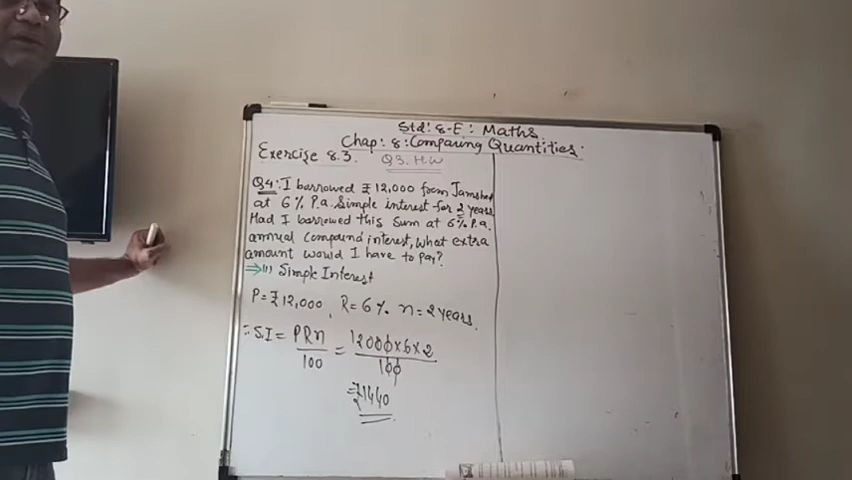 Std: 8-E: Maths
Chap: 8: Comparing Quantities:
Exercise 8.3. Q3. H.W
Q4: I borrowed ₹12,000 from Jamshed
at 6% P.a. Simple interest for 2 years.
Had I borrowed this sum at 6% P.a.
annual compound interest, what extra
amount would I have to pay?
⇒ (i) Simple Interest
P = ₹12,000, R = 6% n = 2 years.
∴ S.I = PRn/100 = 12000×6×2/100
= ₹1440